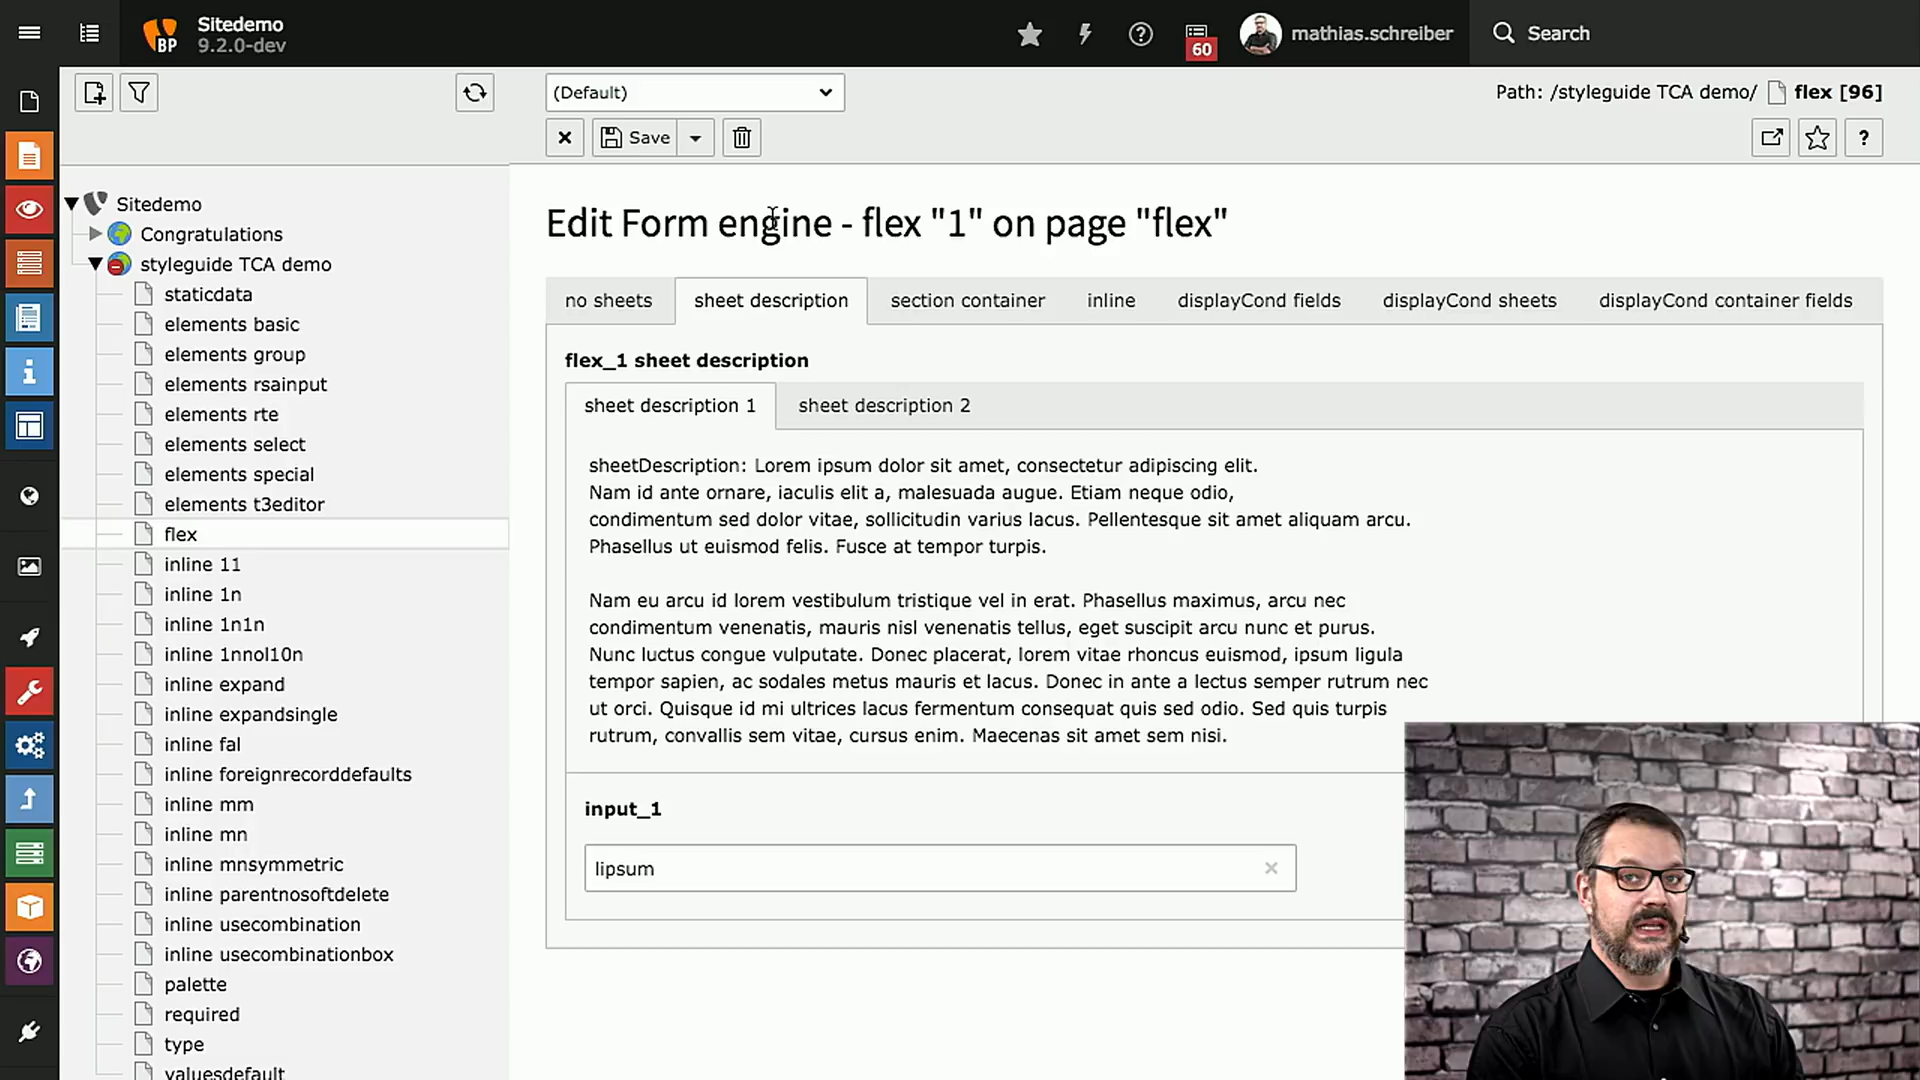 BP
Sitedemo
9.2.0-dev
60
mathias.schreiber
Search
(Default)
Path: /styleguide TCA demo/ flex [96]
Save
?
Sitedemo
Congratulations
styleguide TCA demo
staticdata
elements basic
elements group
elements rsainput
elements rte
elements select
elements special
elements t3editor
flex
inline 11
inline 1n
inline 1n1n
inline 1nnol10n
inline expand
inline expandsingle
inline fal
inline foreignrecorddefaults
inline mm
inline mn
inline mnsymmetric
inline parentnosoftdelete
inline usecombination
inline usecombinationbox
palette
required
type
valuesdefault
Edit Form engine - flex "1" on page "flex"
no sheets
sheet description
section container
inline
displayCond fields
displayCond sheets
displayCond container fields
flex_1 sheet description
sheet description 1
sheet description 2
sheetDescription: Lorem ipsum dolor sit amet, consectetur adipiscing elit.
Nam id ante ornare, iaculis elit a, malesuada augue. Etiam neque odio,
condimentum sed dolor vitae, sollicitudin varius lacus. Pellentesque sit amet aliquam arcu.
Phasellus ut euismod felis. Fusce at tempor turpis.
Nam eu arcu id lorem vestibulum tristique vel in erat. Phasellus maximus, arcu nec
condimentum venenatis, mauris nisl venenatis tellus, eget suscipit arcu nunc et purus.
Nunc luctus congue vulputate. Donec placerat, lorem vitae rhoncus euismod, ipsum ligula
tempor sapien, ac sodales metus mauris et lacus. Donec in ante a lectus semper rutrum nec
ut orci. Quisque id mi ultrices lacus fermentum consequat quis sed odio. Sed quis turpis
rutrum, convallis sem vitae, cursus enim. Maecenas sit amet sem nisi.
input_1
lipsum